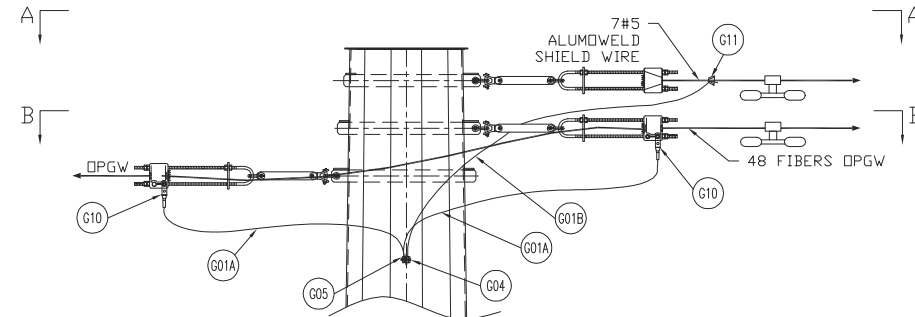 A
A
7#5
ALUMOWELD
SHIELD WIRE
G11
B
B
OPGW
48 FIBERS OPGW
G10
G10
G01B
G01A
G01A
G05
G04